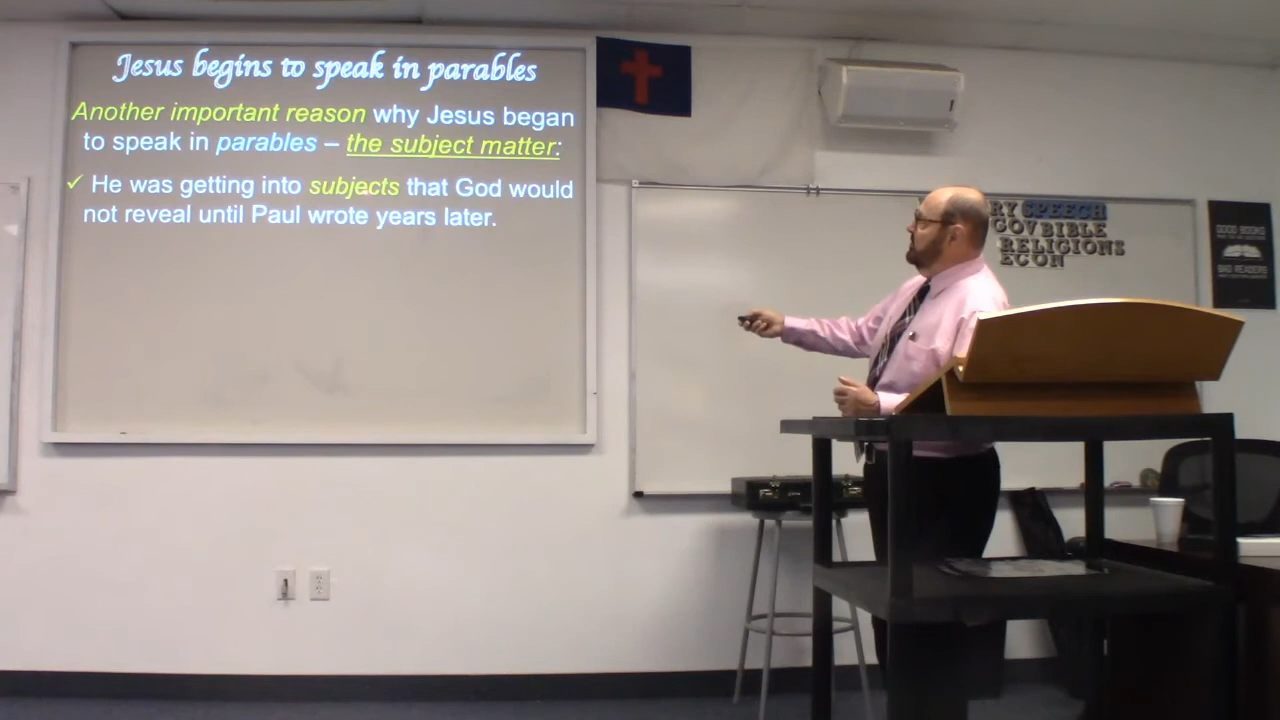 Jesus begins to speak in parables
Another important reason why Jesus began
to speak in parables – the subject matter:
✓ He was getting into subjects that God would
not reveal until Paul wrote years later.
RY SPEECH
GOV BIBLE
RELIGIONS
ECON
GOOD BOOKS
BAD READERS